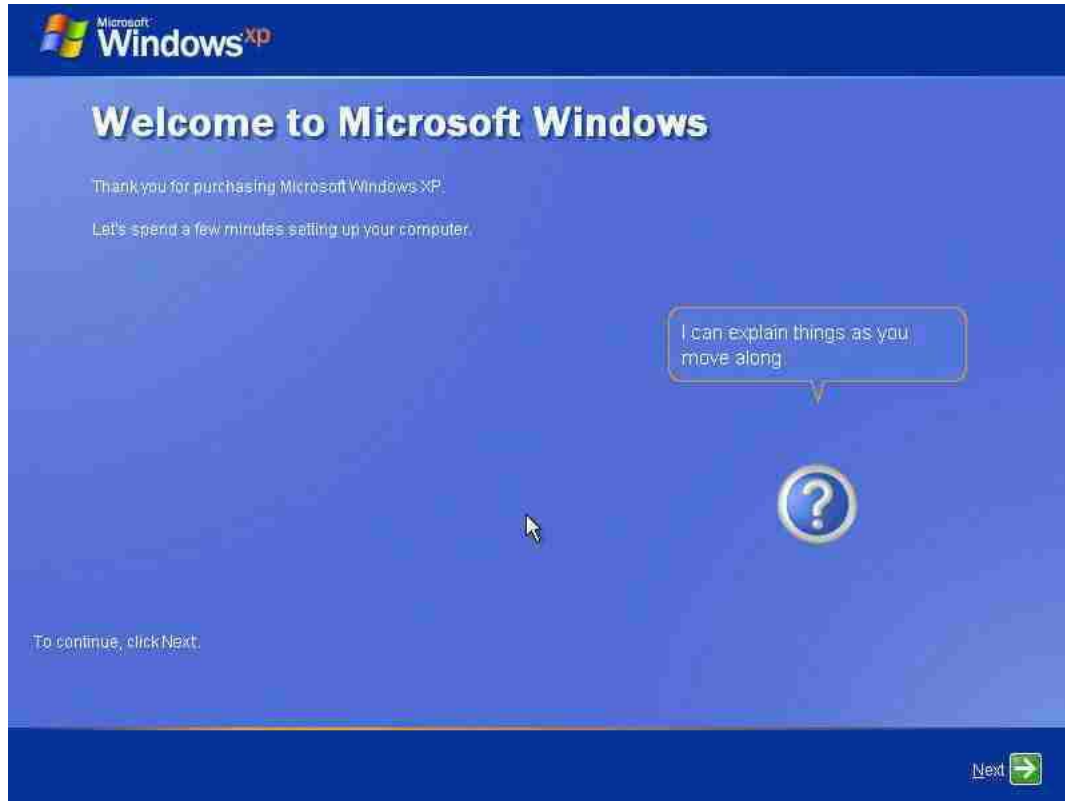 Microsoft
Windows xp
Welcome to Microsoft Windows
Thank you for purchasing Microsoft Windows XP.
Let's spend a few minutes setting up your computer.
I can explain things as you
move along.
?
To continue, click Next.
Next